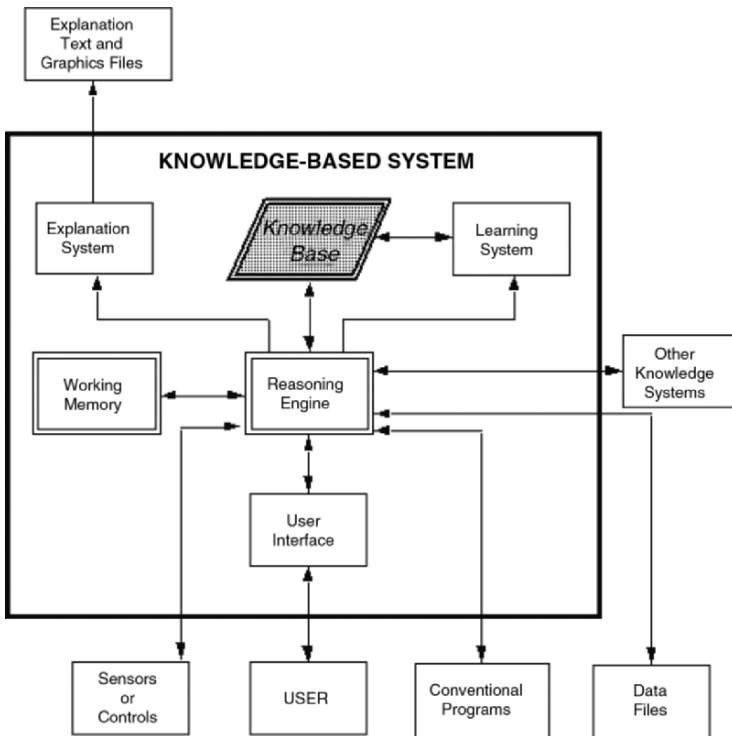 Explanation
Text and
Graphics Files
KNOWLEDGE-BASED SYSTEM
Explanation
System
Knowledge
Base
Learning
System
Working
Memory
Reasoning
Engine
Other
Knowledge
Systems
User
Interface
Sensors
or
Controls
USER
Conventional
Programs
Data
Files